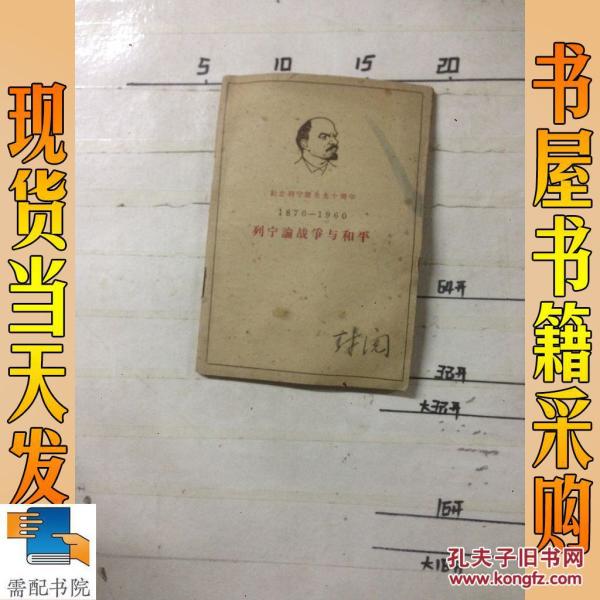 现货当天发
书屋书籍采购
5 10 15 20
纪念列宁诞生九十周年
1870—1960
列宁論战爭与和平
64开
32开
大32开
16开
大16开
需配书院
孔夫子旧书网
www.kongfz.com